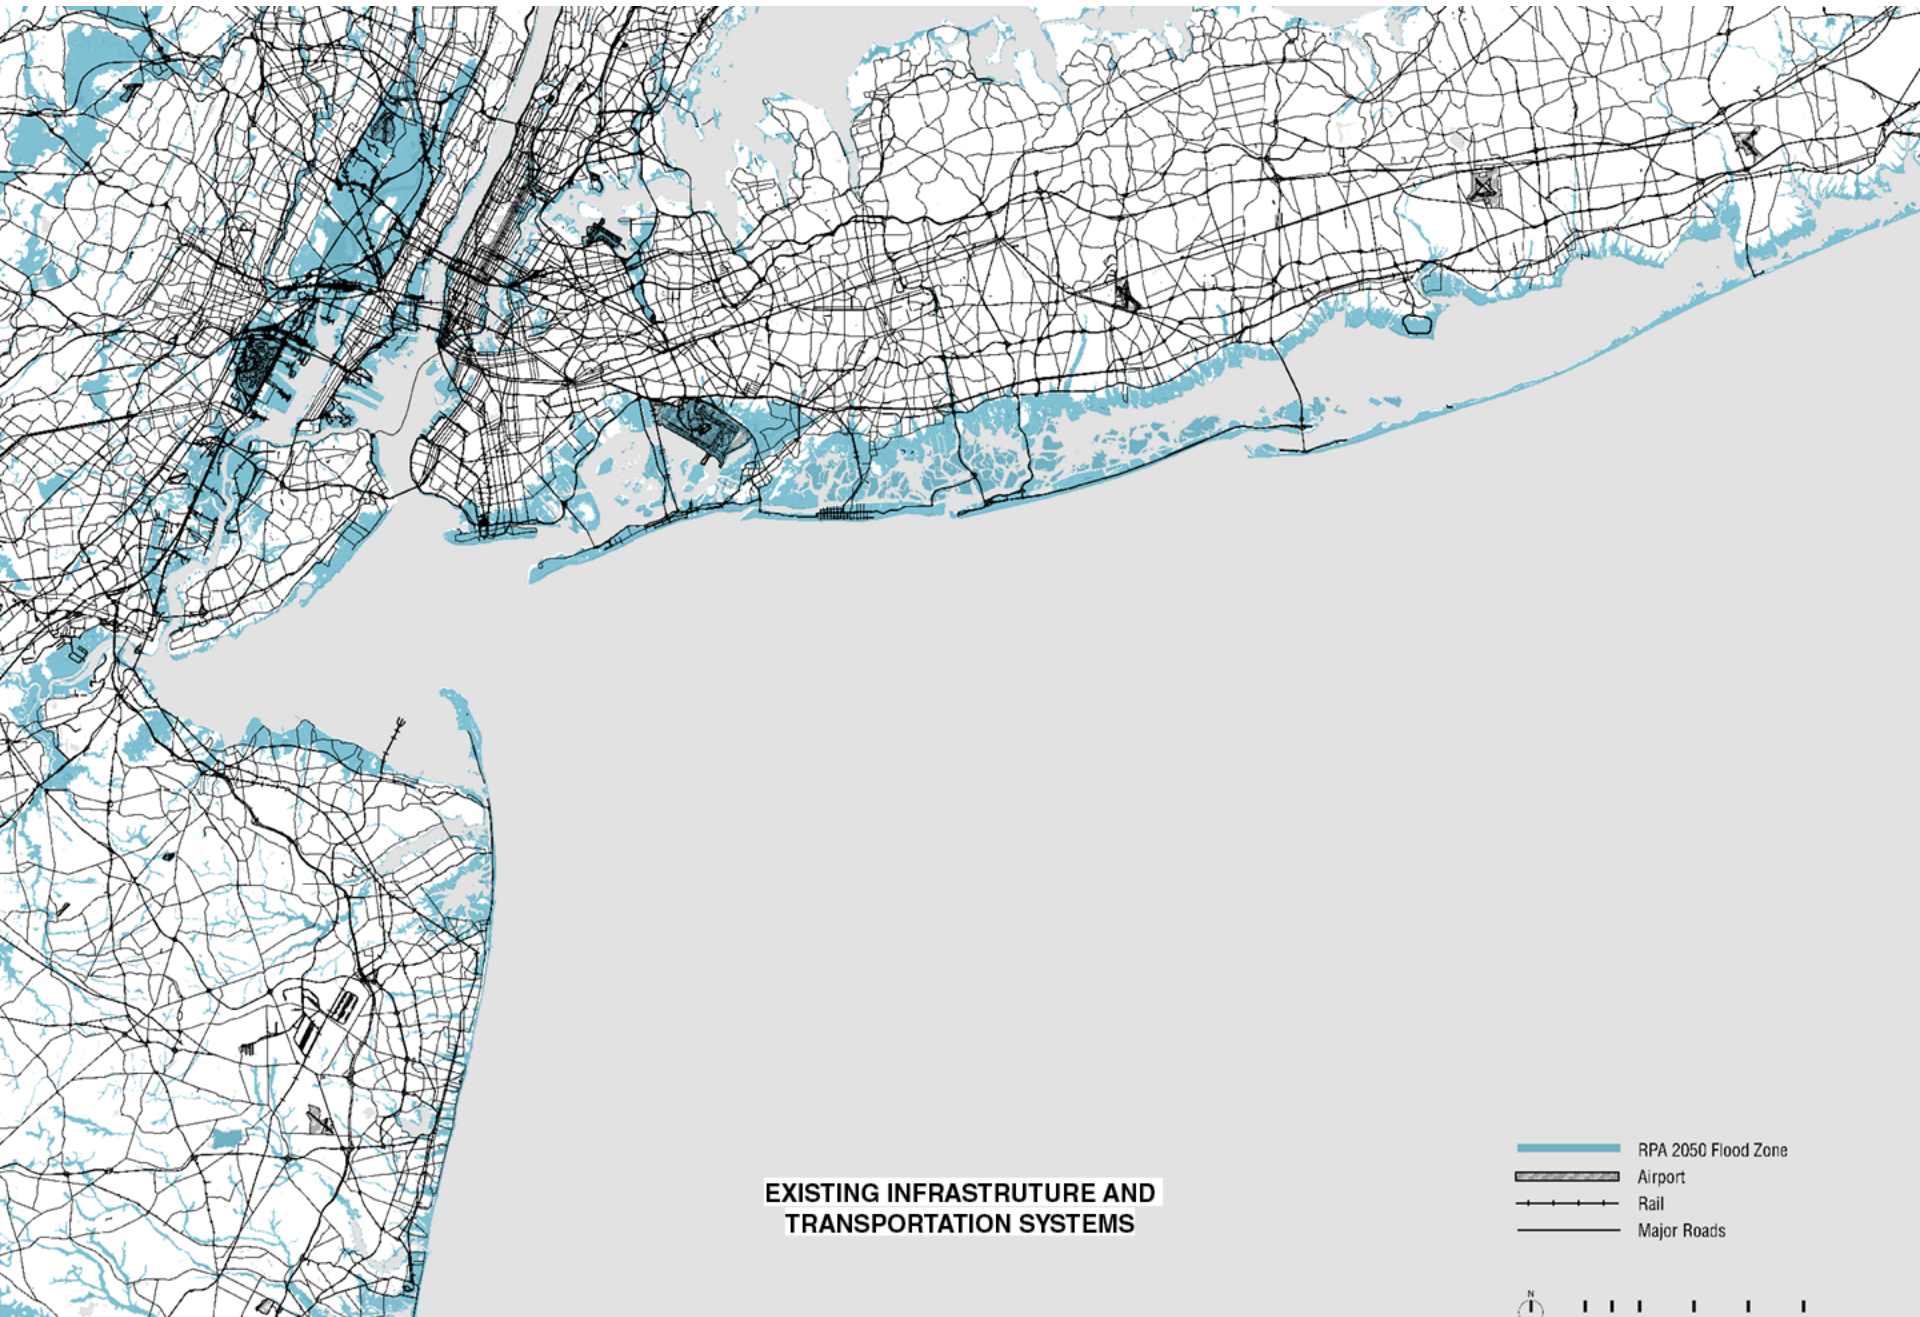 RPA 2050 Flood Zone
Airport
Rail
Major Roads
EXISTING INFRASTRUTURE AND
TRANSPORTATION SYSTEMS
N